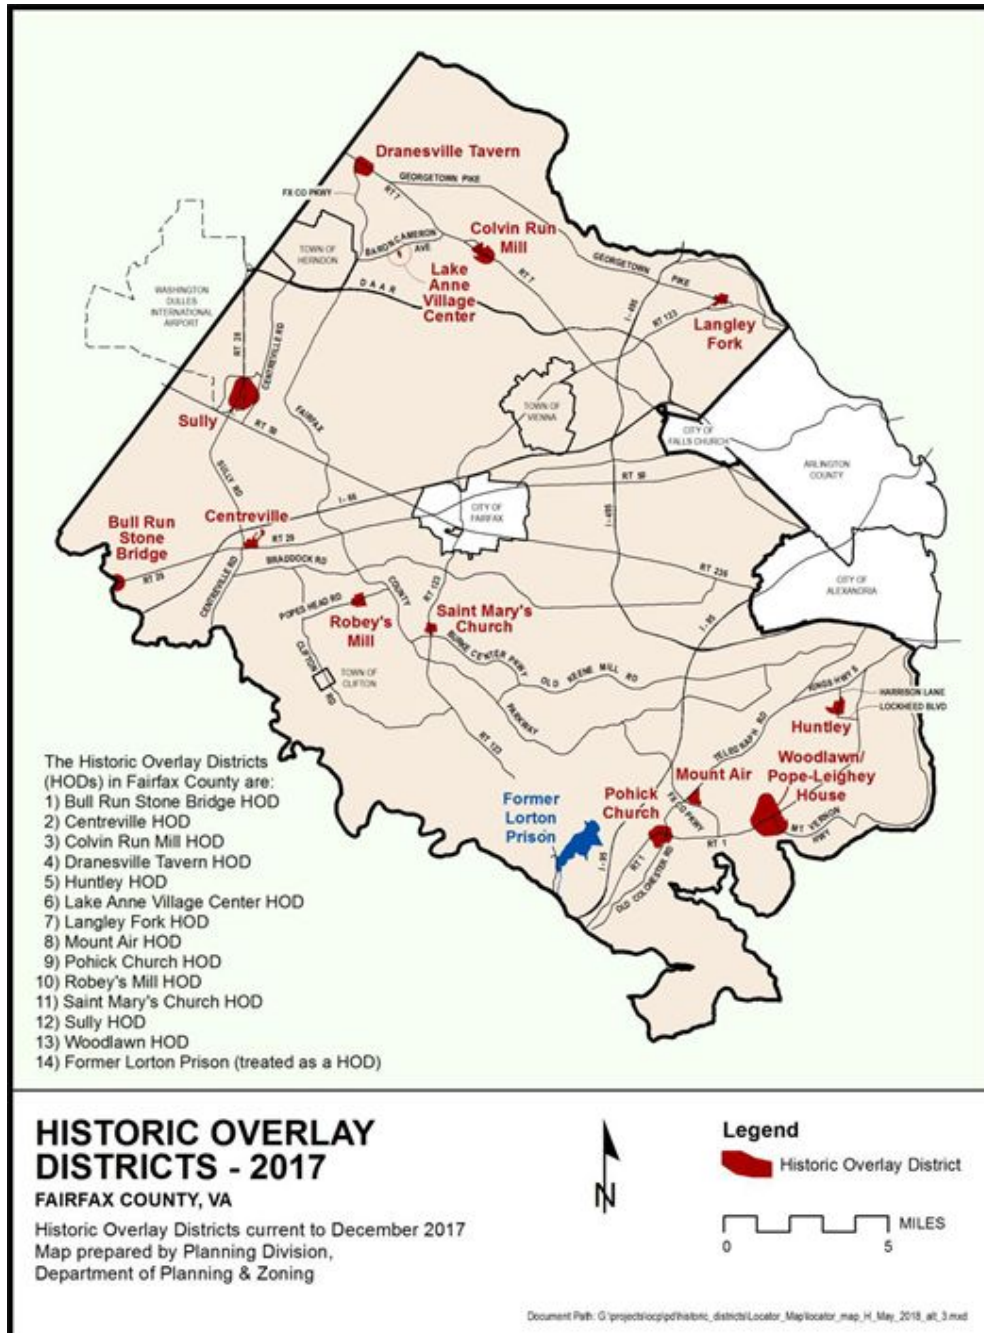 Dranesville Tavern
GEORGETOWN PIKE
FX CO PKWY
RT 7
Colvin Run
Mill
BARON CAMERON
AVE
TOWN OF
HERNDON
Lake
Anne
Village
Center
RT 7
GEORGETOWN PIKE
WASHINGTON
DULLES
INTERNATIONAL
AIRPORT
D A A R
I-495
RT 123
Langley
Fork
RT 28
CENTREVILLE RD
Sully
RT 50
FAIRFAX
TOWN OF
VIENNA
CITY OF
FALLS CHURCH
ARLINGTON
COUNTY
SULLY RD
I-66
RT 50
I-495
CITY OF
FAIRFAX
Bull Run
Stone
Bridge
Centreville
RT 29
RT 29
BRADDOCK RD
CENTREVILLE RD
RT 236
CITY OF
ALEXANDRIA
POPES HEAD RD
COUNTY
RT 123
Robey's
Mill
Saint Mary's
Church
I-95
BURKE CENTER PKWY
OLD KEENE MILL RD
CLIFTON RD
TOWN OF
CLIFTON
PARKWAY
RT 123
KINGS HWY S
HARRISON LANE
LOCKHEED BLVD
TELEGRAPH RD
Huntley
Woodlawn/
Pope-Leighey
House
Mount Air
Pohick
Church
FX CO PKWY
Former
Lorton
Prison
MT VERNON
HWY
RT 1
I-95
RT 1
OLD COLCHESTER RD
The Historic Overlay Districts
(HODs) in Fairfax County are:
1) Bull Run Stone Bridge HOD
2) Centreville HOD
3) Colvin Run Mill HOD
4) Dranesville Tavern HOD
5) Huntley HOD
6) Lake Anne Village Center HOD
7) Langley Fork HOD
8) Mount Air HOD
9) Pohick Church HOD
10) Robey's Mill HOD
11) Saint Mary's Church HOD
12) Sully HOD
13) Woodlawn HOD
14) Former Lorton Prison (treated as a HOD)
HISTORIC OVERLAY
DISTRICTS - 2017
FAIRFAX COUNTY, VA
Historic Overlay Districts current to December 2017
Map prepared by Planning Division,
Department of Planning & Zoning
N
Legend
Historic Overlay District
MILES
0 5